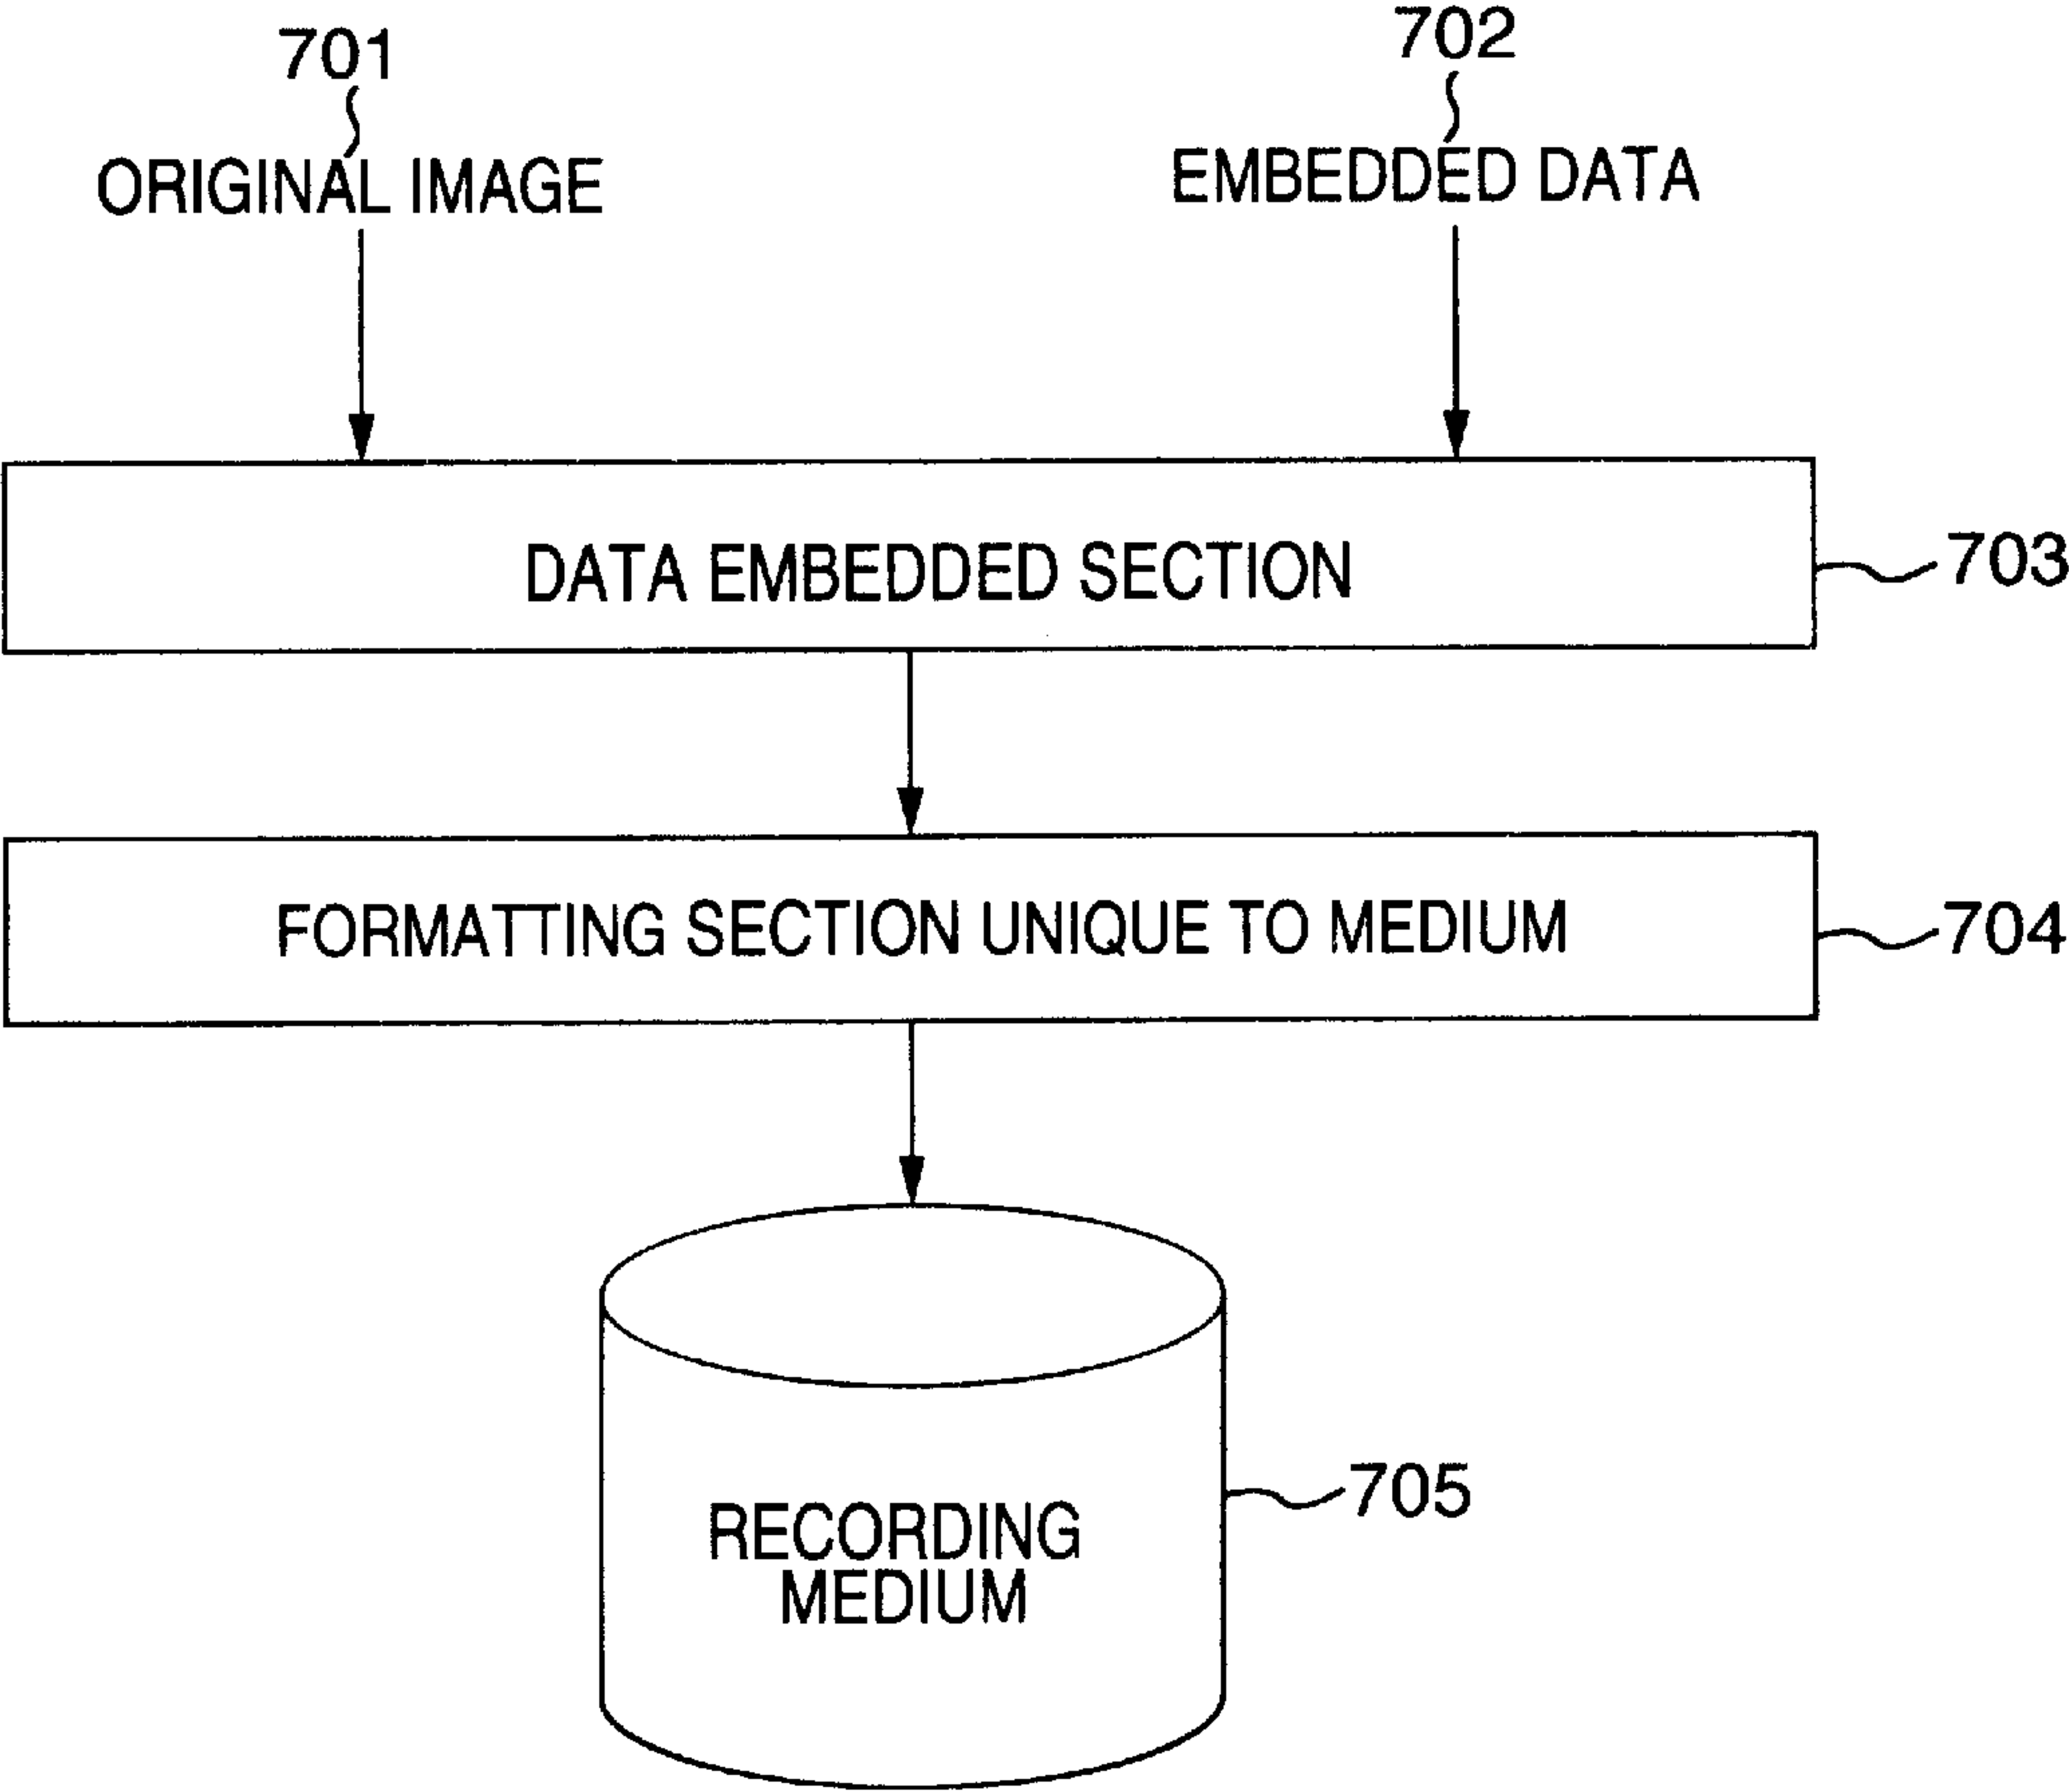 701
702
ORIGINAL IMAGE
EMBEDDED DATA
DATA EMBEDDED SECTION
703
FORMATTING SECTION UNIQUE TO MEDIUM
704
RECORDING
MEDIUM
705